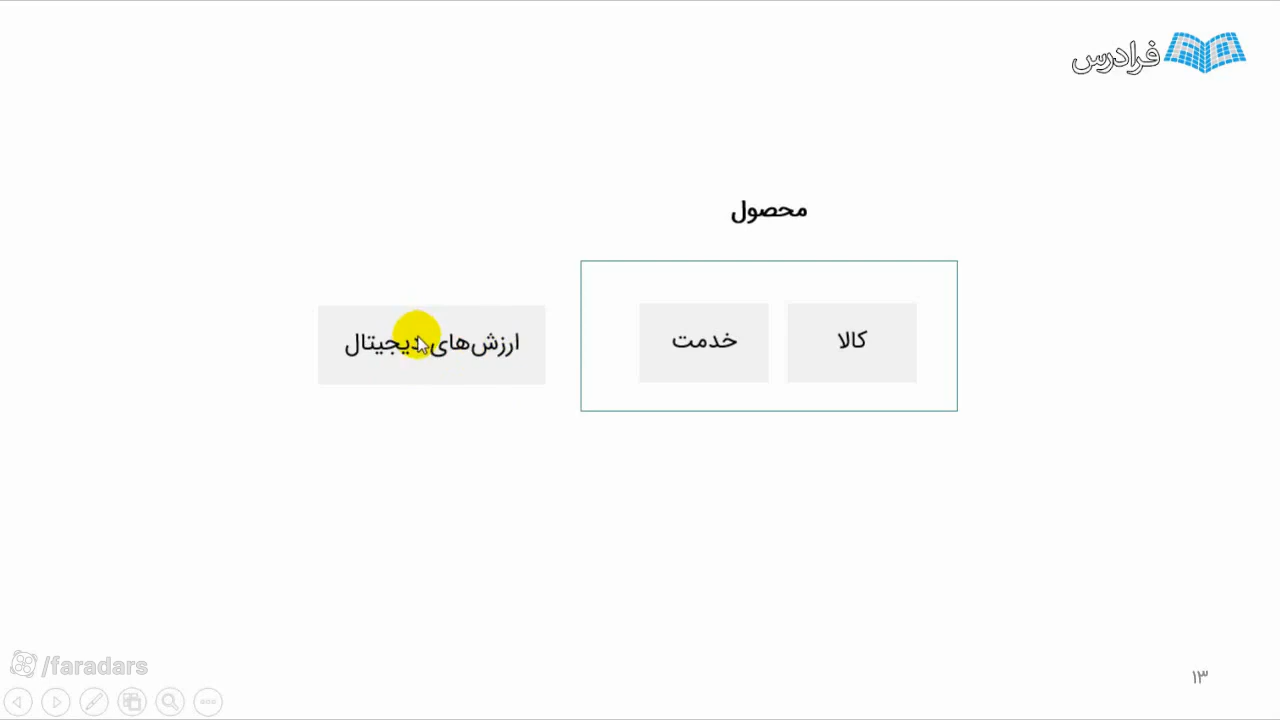 فرادرس
محصول
کالا
خدمت
ارزش‌های دیجیتال
/faradars
۱۳